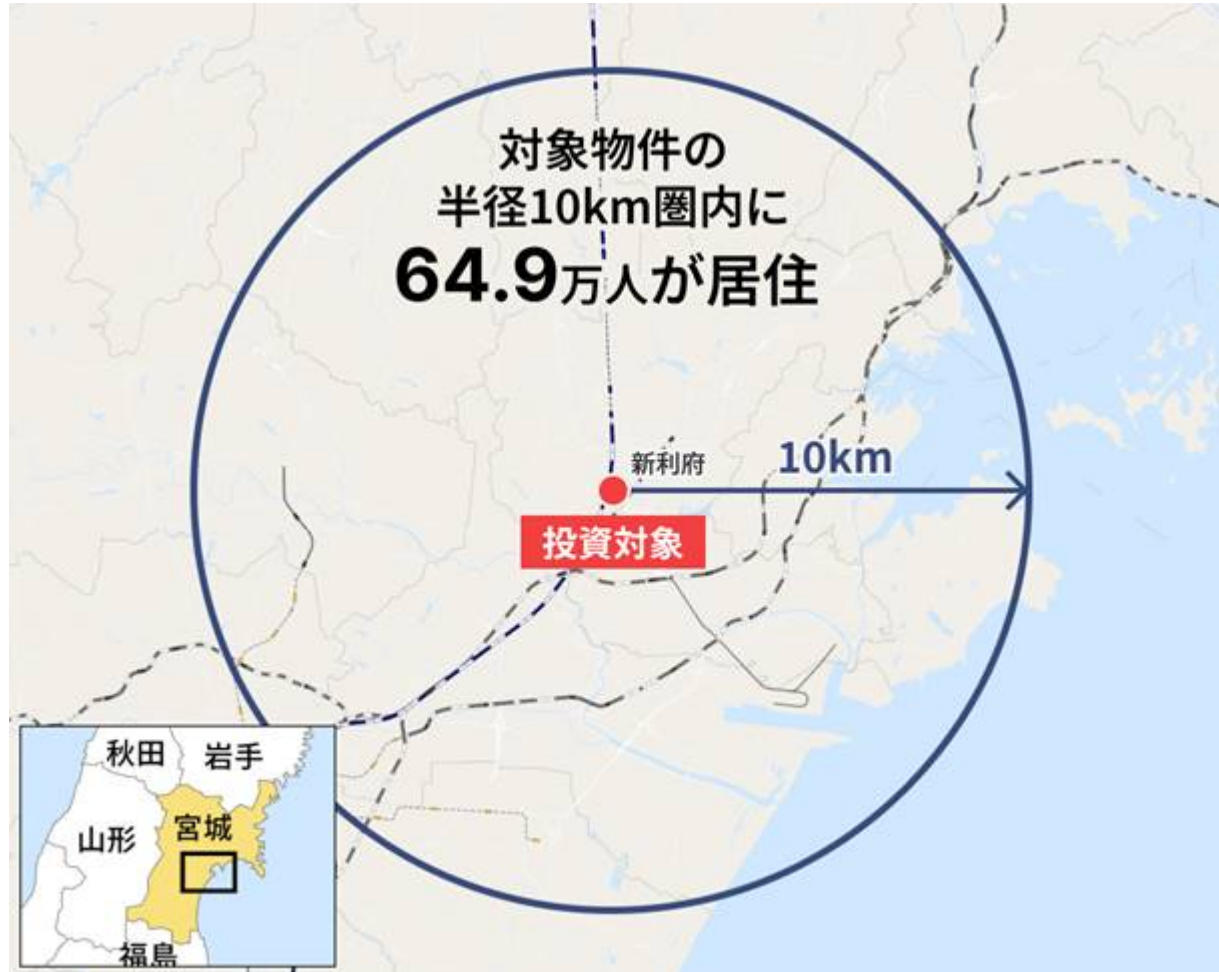 対象物件の
半径10km圏内に
64.9万人が居住
新利府
10km
投資対象
秋田
岩手
山形
宮城
福島